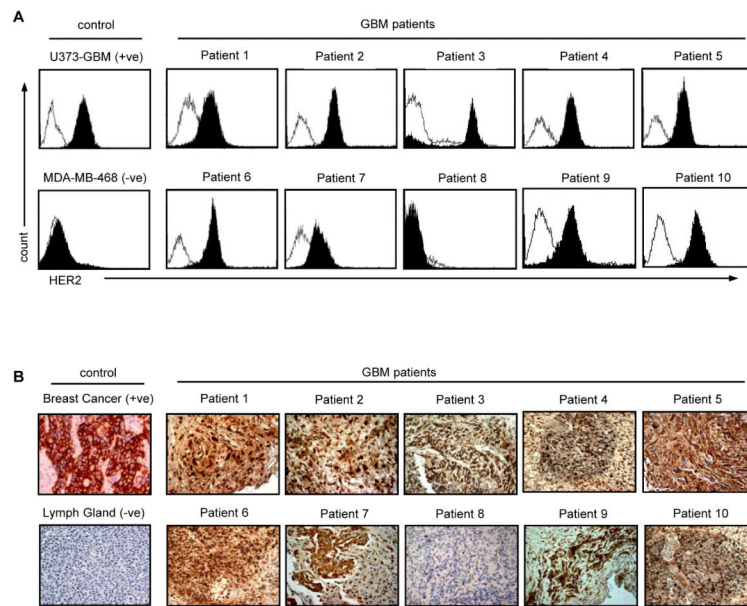 A
control
GBM patients
U373-GBM (+ve)
Patient 1
Patient 2
Patient 3
Patient 4
Patient 5
MDA-MB-468 (-ve)
Patient 6
Patient 7
Patient 8
Patient 9
Patient 10
count
HER2
B
control
GBM patients
Breast Cancer (+ve)
Patient 1
Patient 2
Patient 3
Patient 4
Patient 5
Lymph Gland (-ve)
Patient 6
Patient 7
Patient 8
Patient 9
Patient 10